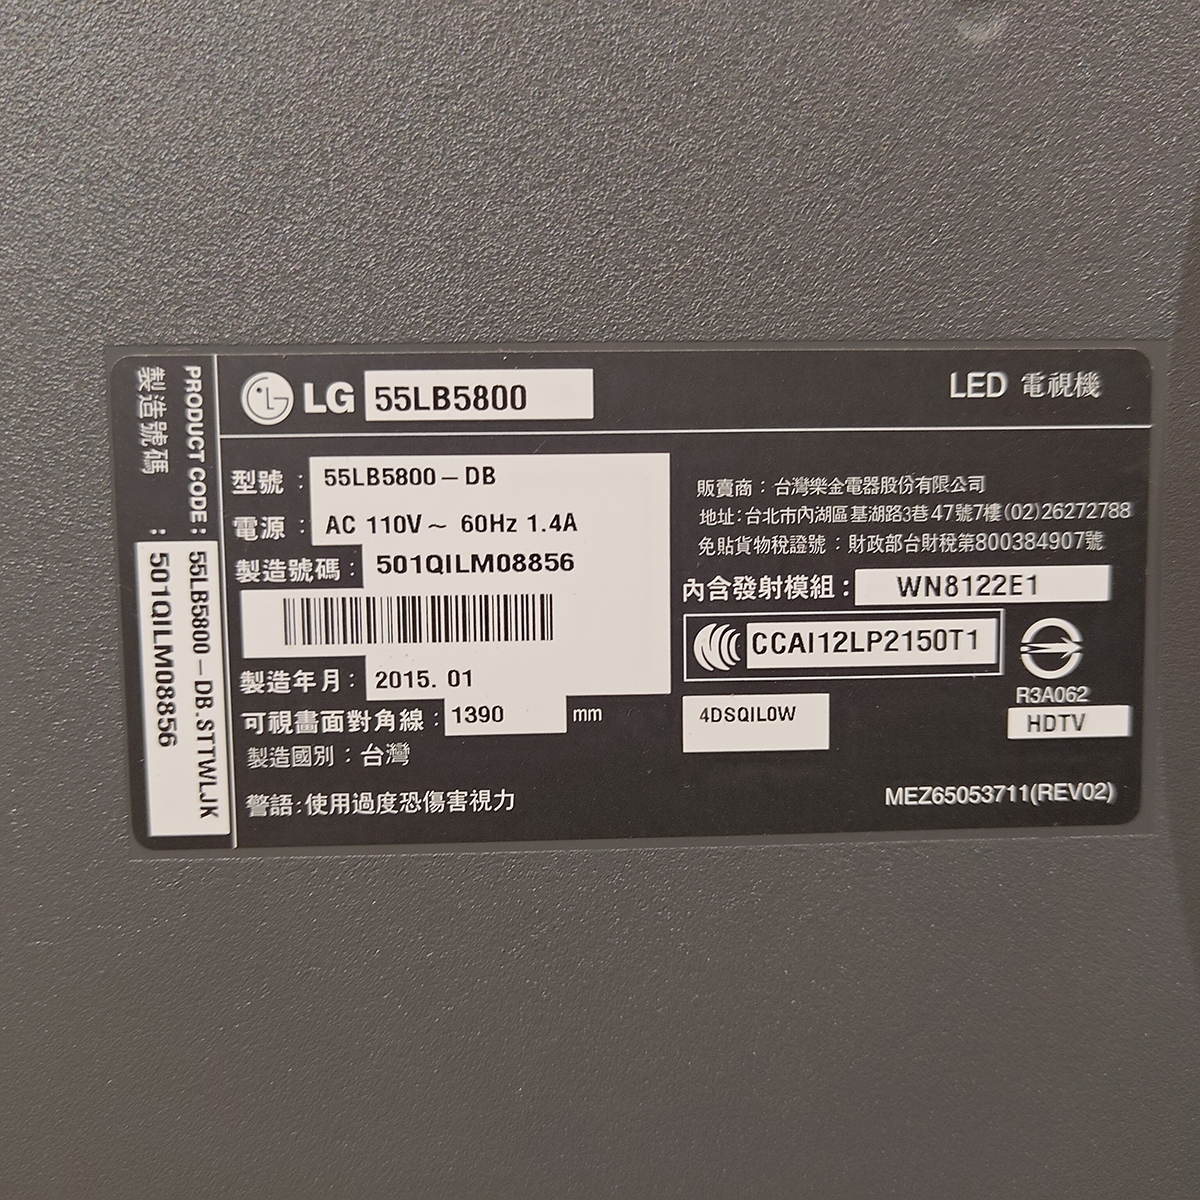 製造號碼 : 501QILM08856
PRODUCT CODE: 55LB5800-DB.STTWLJK
LG 55LB5800
LED 電視機
型號 : 55LB5800-DB
電源 : AC 110V~ 60Hz 1.4A
製造號碼 : 501QILM08856
製造年月 : 2015. 01
可視畫面對角線 : 1390 mm
製造國別 : 台灣
警語:使用過度恐傷害視力
販賣商 : 台灣樂金電器股份有限公司
地址:台北市內湖區基湖路3巷47號7樓(02)26272788
免貼貨物稅證號 : 財政部台財稅第800384907號
內含發射模組 : WN8122E1
CCAI12LP2150T1
R3A062
4DSQIL0W
HDTV
MEZ65053711(REV02)